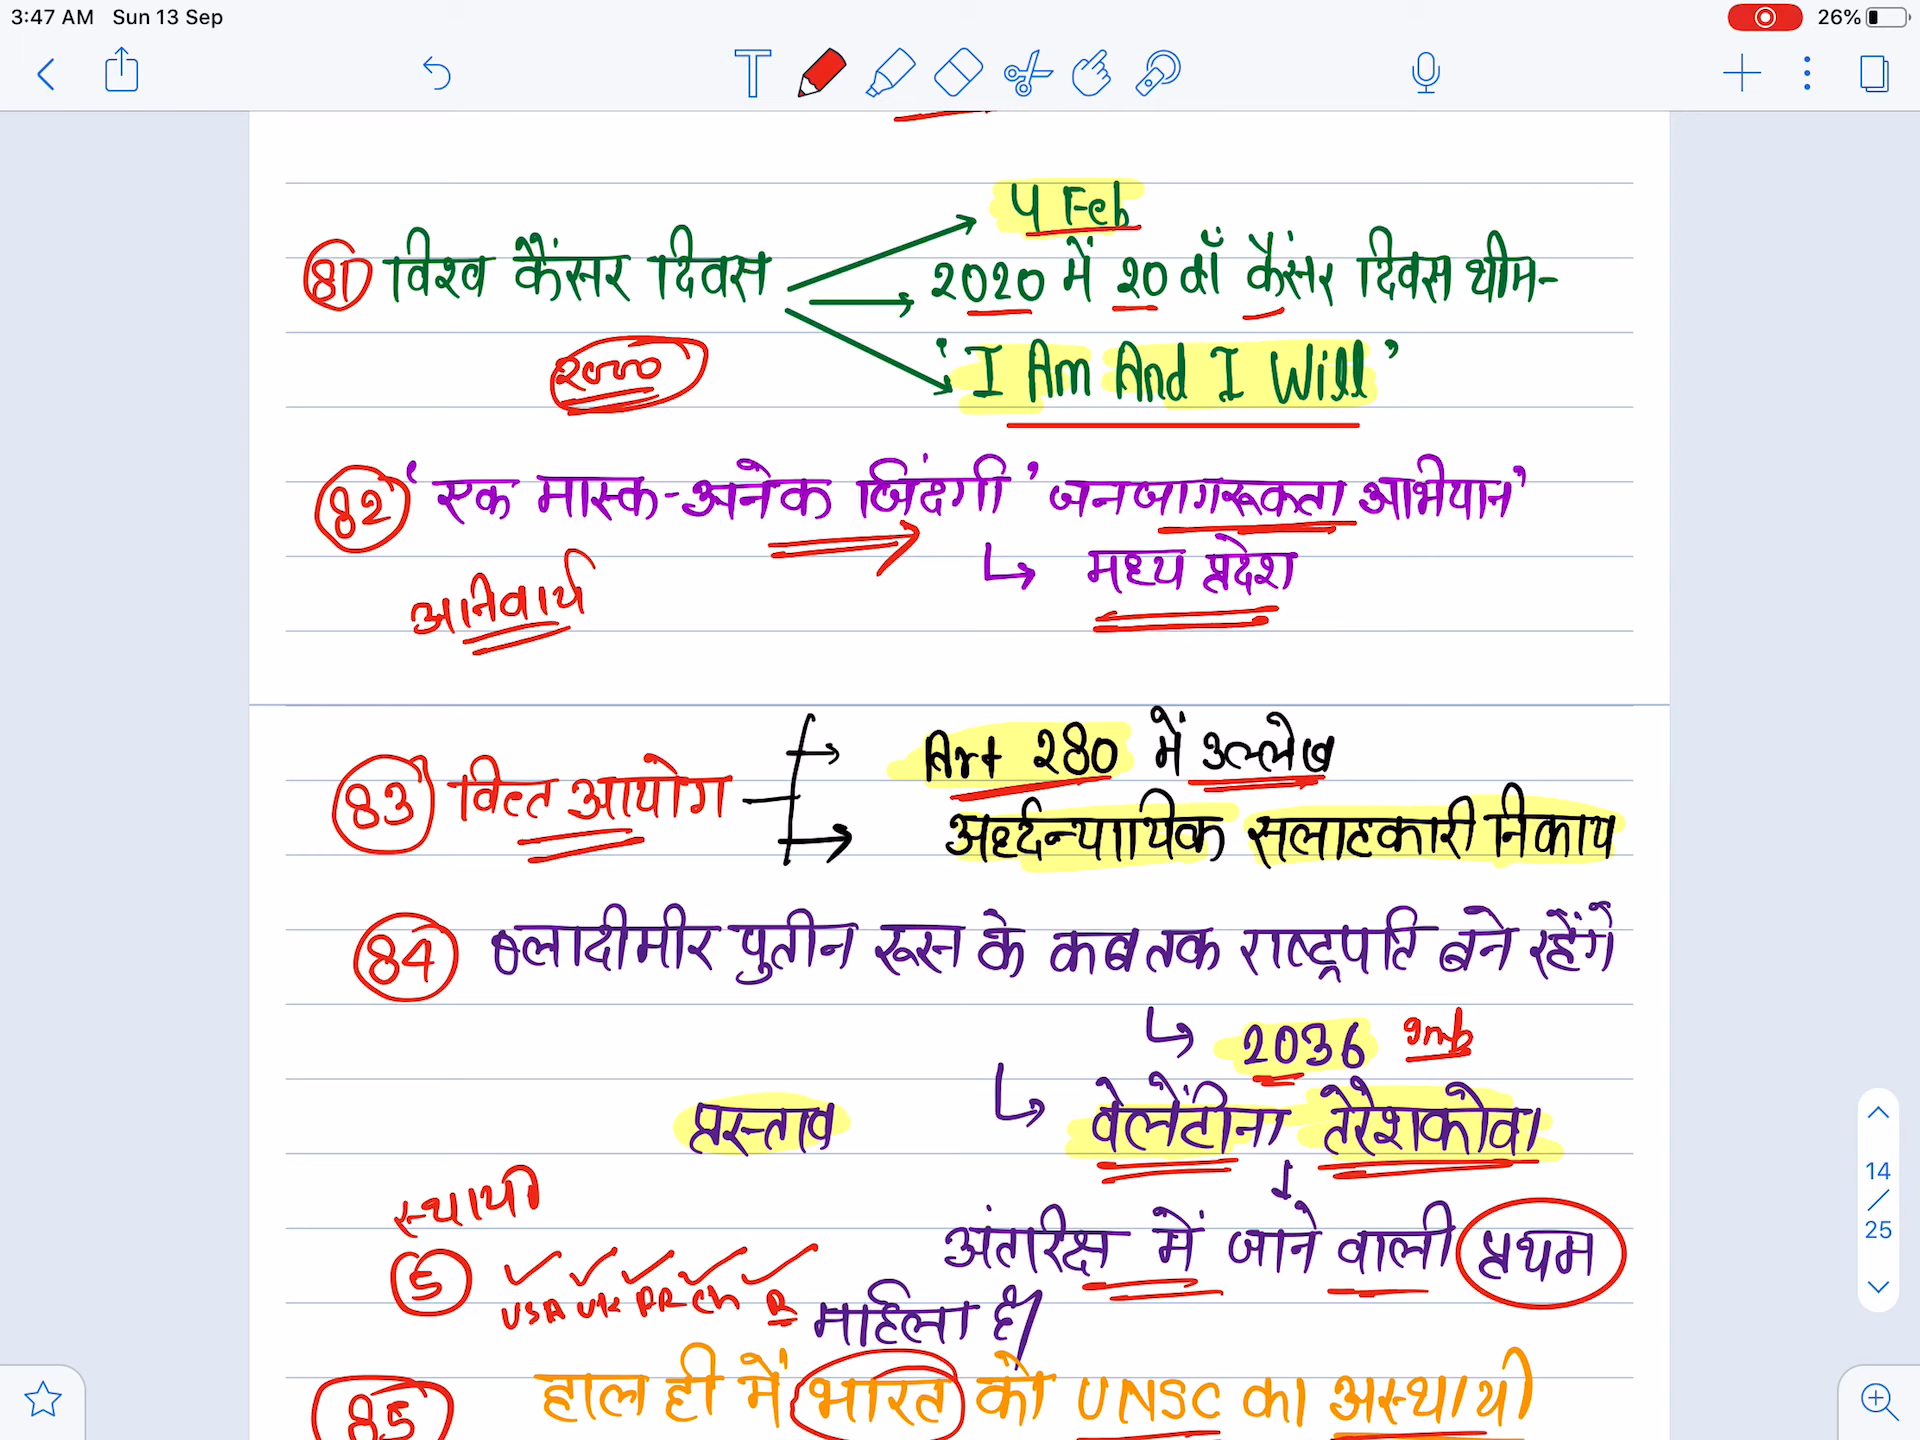 3:47 AM Sun 13 Sep
26%
T
4 Feb
81 विश्व कैंसर दिवस
2020 में 20 वाँ कैंसर दिवस थीम-
2000
'I Am And I Will'
82 'एक मास्क-अनेक जिंदगी' जनजागरूकता अभियान'
मध्य प्रदेश
अनिवार्य
Art 280 में उल्लेख
83 वित्त आयोग
अर्द्धन्यायिक सलाहकारी निकाय
84 ब्लादीमीर पुतीन रूस के कब तक राष्ट्रपति बने रहेंगे
2036
प्रस्ताव
वेलेंटीना तेरेशकोवा
स्थायी
अंतरिक्ष में जाने वाली प्रथम
5 USA UK FR Ch R
महिला है।
85 हाल ही में भारत को UNSC का अस्थायी
14
/
25